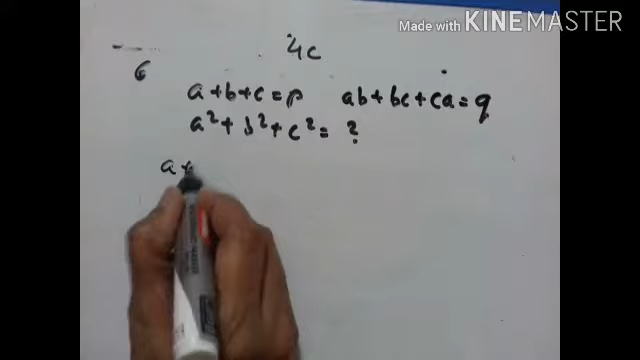 Made with KINEMASTER
4c
6
a+b+c=p ab+bc+ca=q
a²+b²+c²= ?
a+